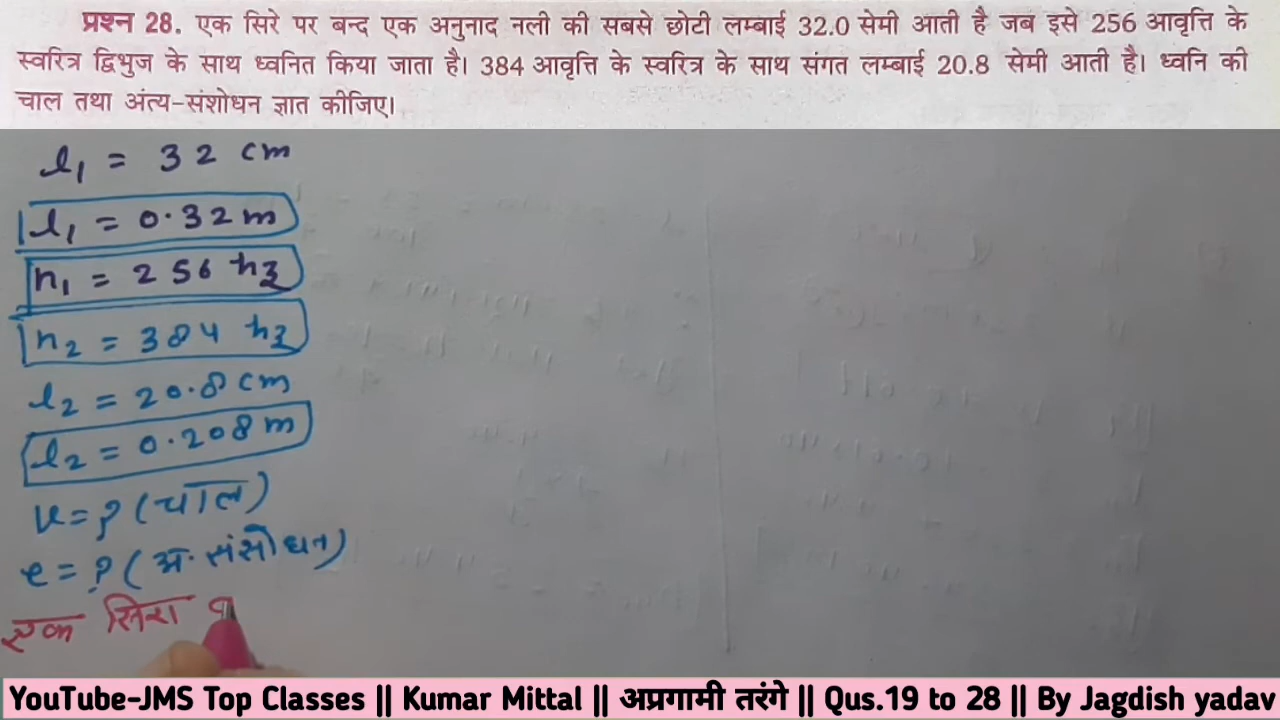 प्रश्न 28. एक सिरे पर बन्द एक अनुनाद नली की सबसे छोटी लम्बाई 32.0 सेमी आती है जब इसे 256 आवृत्ति के
स्वरित्र द्विभुज के साथ ध्वनित किया जाता है। 384 आवृत्ति के स्वरित्र के साथ संगत लम्बाई 20.8 सेमी आती है। ध्वनि की
चाल तथा अंत्य-संशोधन ज्ञात कीजिए।
l₁ = 32 cm
l₁ = 0.32 m
n₁ = 256 hz
n₂ = 384 hz
l₂ = 20.8 cm
l₂ = 0.208 m
v = ? (चाल)
e = ? (अ. संसोधन)
एक सिरा
YouTube-JMS Top Classes || Kumar Mittal || अप्रगामी तरंगे || Qus.19 to 28 || By Jagdish yadav